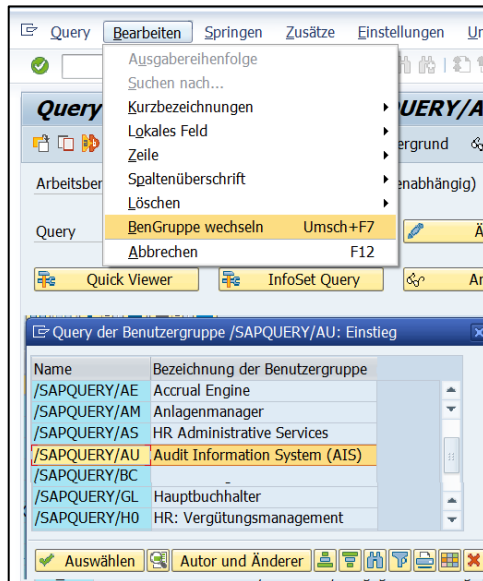 Query Bearbeiten Springen Zusätze Einstellungen
Ausgabereihenfolge
Suchen nach...
Query
QUERY/A
Kurzbezeichnungen
Lokales Feld
ergrund
Zeile
Arbeitsber
Spaltenüberschrift
enabhängig)
Löschen
Query
BenGruppe wechseln Umsch+F7
Ä
Abbrechen F12
Quick Viewer InfoSet Query An
Query der Benutzergruppe /SAPQUERY/AU: Einstieg
Name Bezeichnung der Benutzergruppe
/SAPQUERY/AE Accrual Engine
/SAPQUERY/AM Anlagenmanager
/SAPQUERY/AS HR Administrative Services
/SAPQUERY/AU Audit Information System (AIS)
/SAPQUERY/BC
/SAPQUERY/GL Hauptbuchhalter
/SAPQUERY/H0 HR: Vergütungsmanagement
Auswählen Autor und Änderer